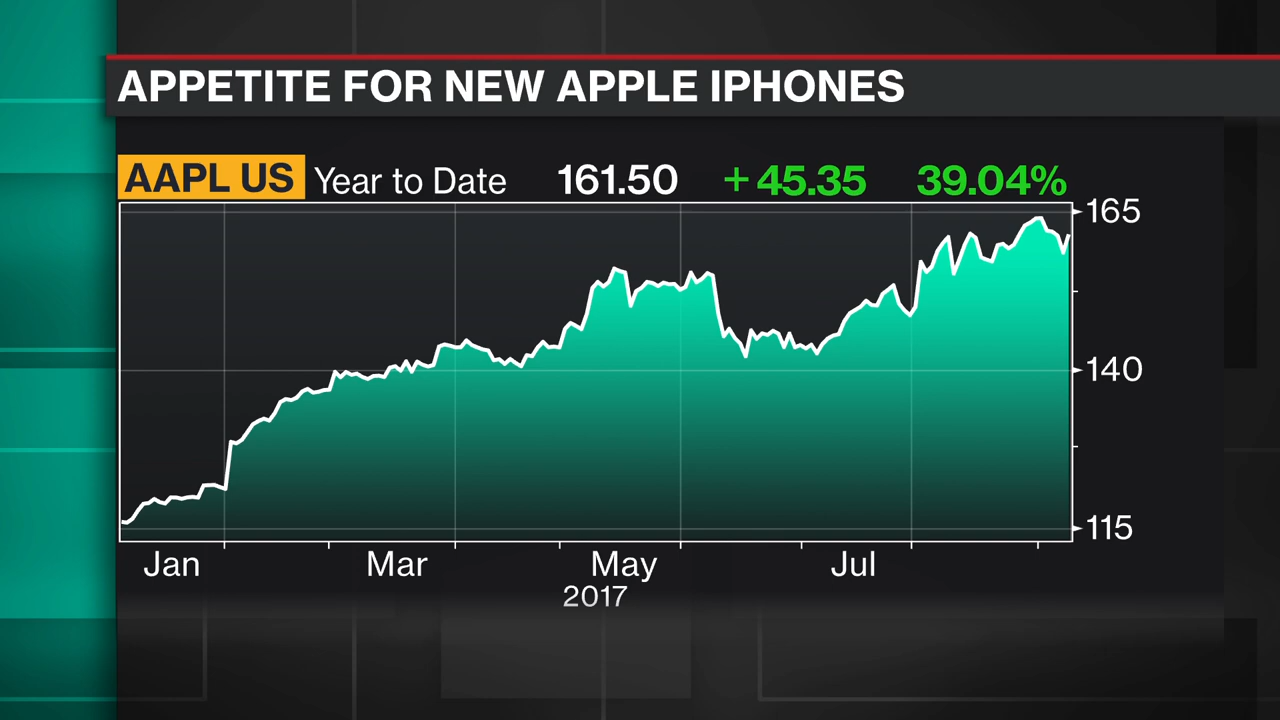 APPETITE FOR NEW APPLE IPHONES
AAPL US Year to Date 161.50 +45.35 39.04%
165
140
115
Jan Mar May Jul
2017